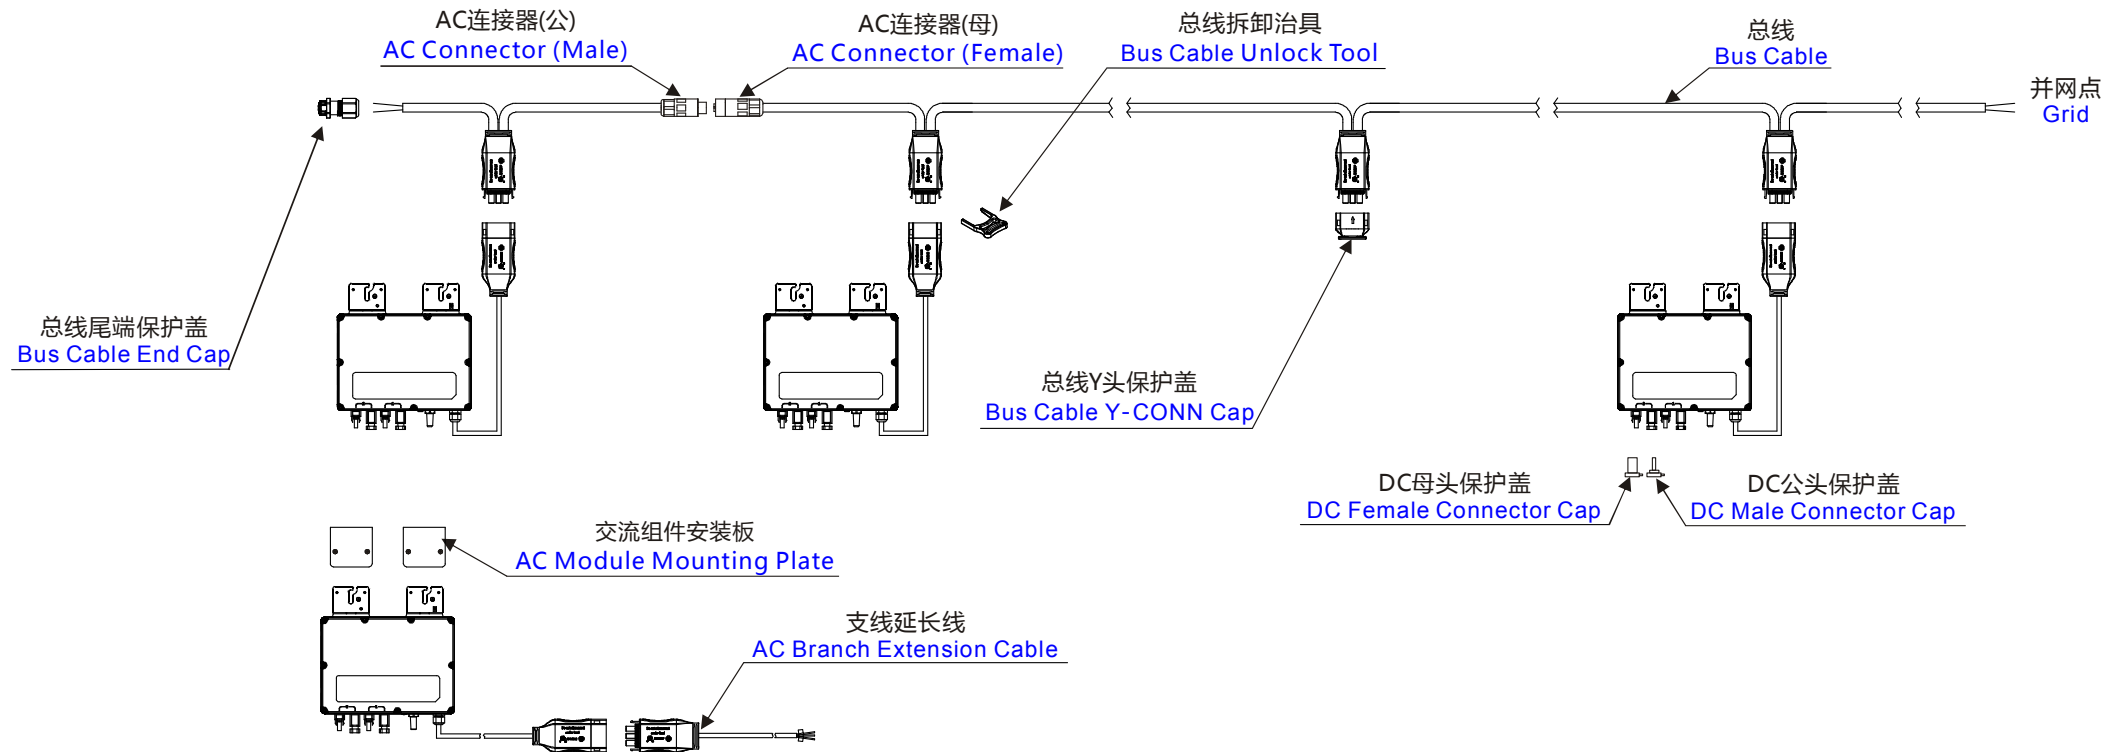 AC连接器(公)
AC Connector (Male)
AC连接器(母)
AC Connector (Female)
总线拆卸治具
Bus Cable Unlock Tool
总线
Bus Cable
并网点
Grid
总线尾端保护盖
Bus Cable End Cap
总线Y头保护盖
Bus Cable Y-CONN Cap
DC母头保护盖
DC Female Connector Cap
DC公头保护盖
DC Male Connector Cap
交流组件安装板
AC Module Mounting Plate
支线延长线
AC Branch Extension Cable